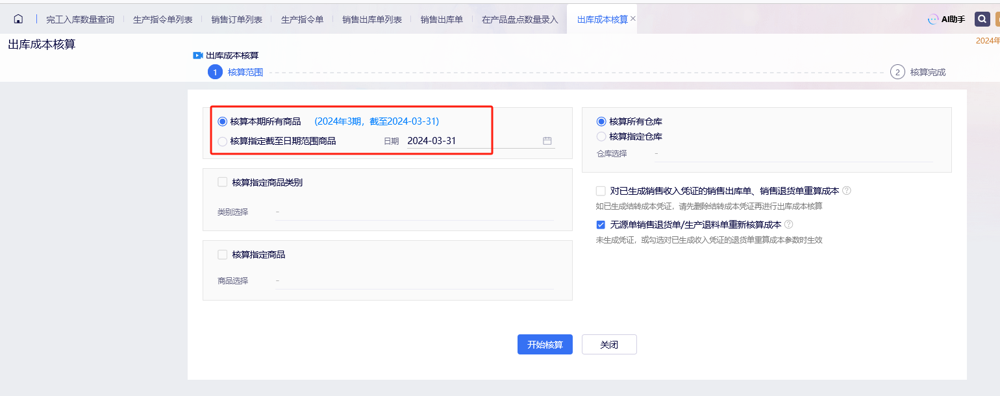 完工入库数量查询 生产指令单列表 销售订单列表 生产指令单 销售出库单列表 销售出库单 在产品盘点数量录入 出库成本核算 AI助手
出库成本核算
2024年
出库成本核算
1 核算范围 2 核算完成
核算本期所有商品 (2024年3期，截至2024-03-31)
核算指定截至日期范围商品 日期 2024-03-31
核算指定商品类别
类别选择 -
核算指定商品
商品选择 -
核算所有仓库
核算指定仓库
仓库选择 -
对已生成销售收入凭证的销售出库单、销售退货单重算成本
如已生成结转成本凭证，请先删除结转成本凭证再进行出库成本核算
无源单销售退货单/生产退料单重新核算成本
未生成凭证，或勾选对已生成收入凭证的退货单重算成本参数时生效
开始核算 关闭